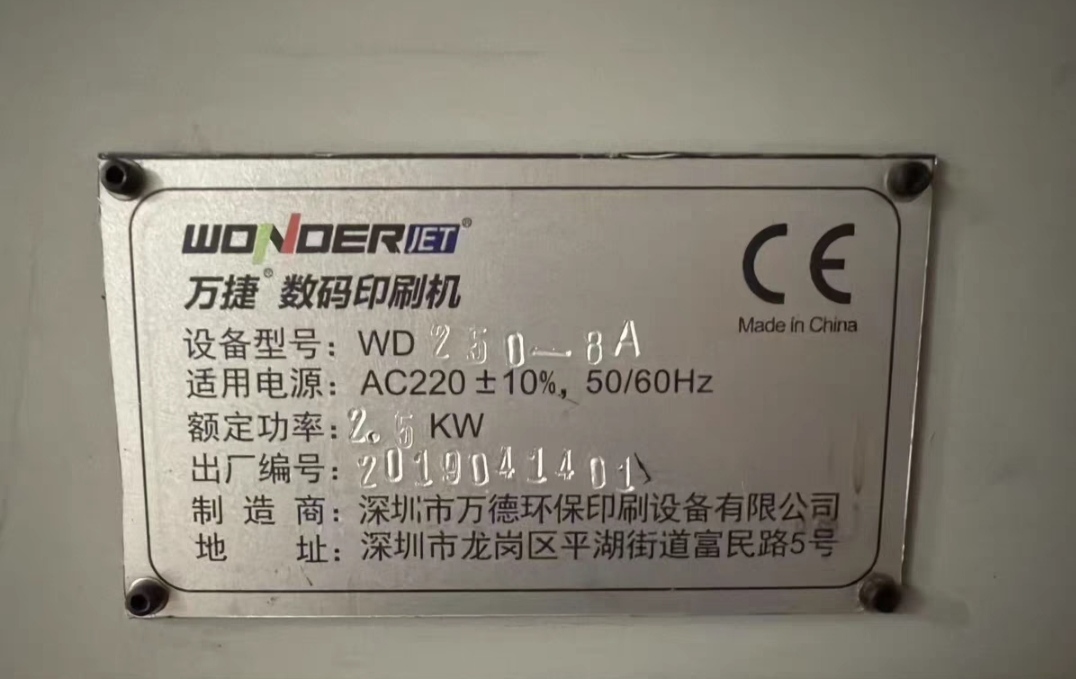 WONDERJET®
万捷®数码印刷机
CE
Made in China
设备型号：WD 250-8A
适用电源：AC220±10%，50/60Hz
额定功率：2.5 KW
出厂编号：2019041401
制造商：深圳市万德环保印刷设备有限公司
地址：深圳市龙岗区平湖街道富民路5号